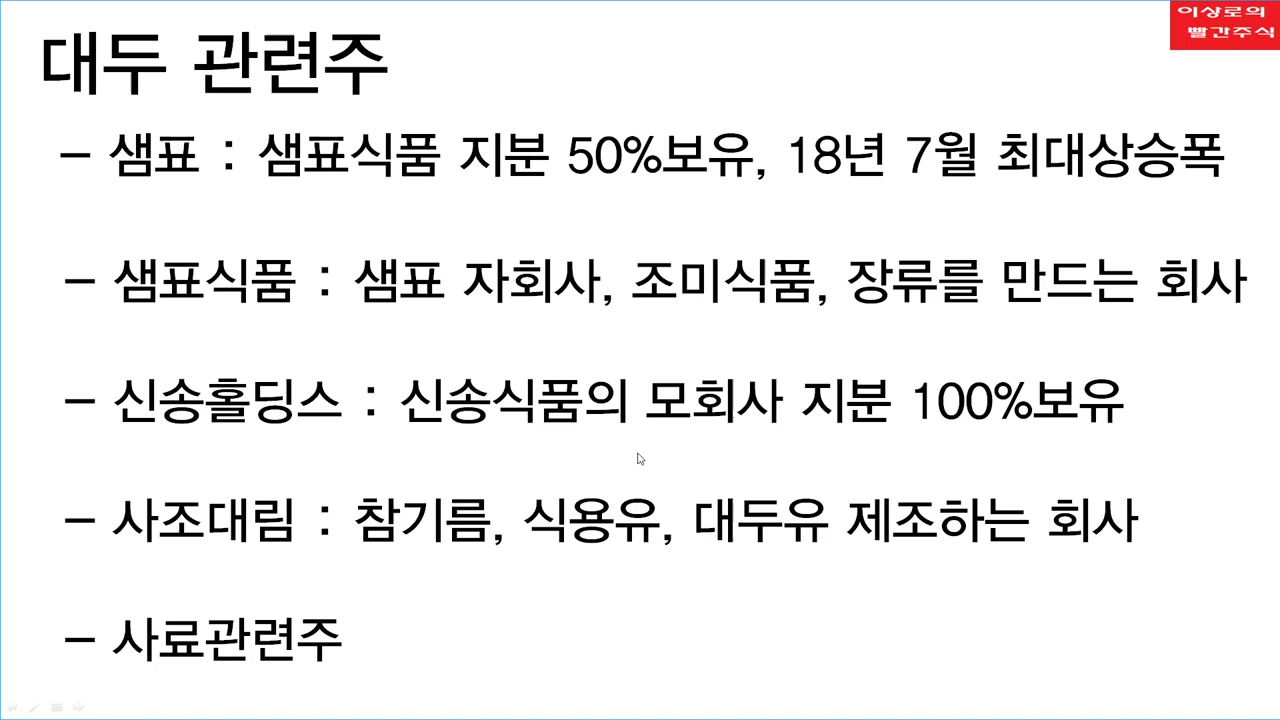 이상로의
빨간주식
대두 관련주
– 샘표 : 샘표식품 지분 50%보유, 18년 7월 최대상승폭
– 샘표식품 : 샘표 자회사, 조미식품, 장류를 만드는 회사
– 신송홀딩스 : 신송식품의 모회사 지분 100%보유
– 사조대림 : 참기름, 식용유, 대두유 제조하는 회사
– 사료관련주